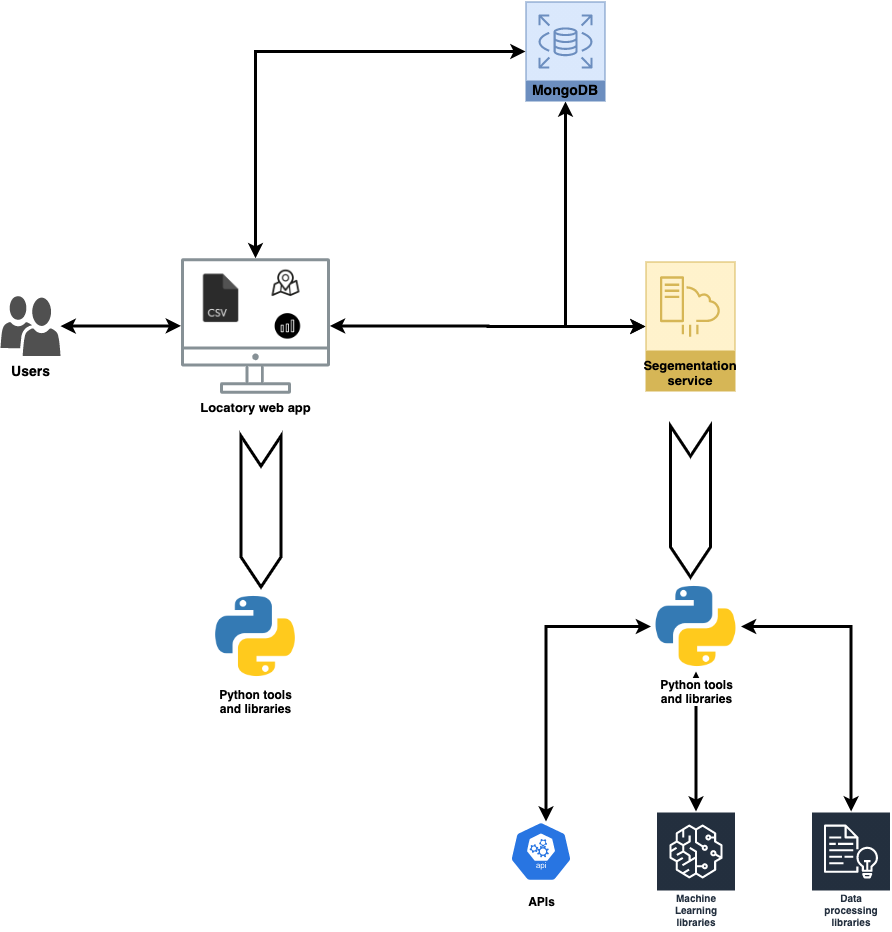 MongoDB
CSV
Users
Locatory web app
Segementation
service
Python tools
and libraries
Python tools
and libraries
api
APIs
Machine
Learning
libraries
Data
processing
libraries